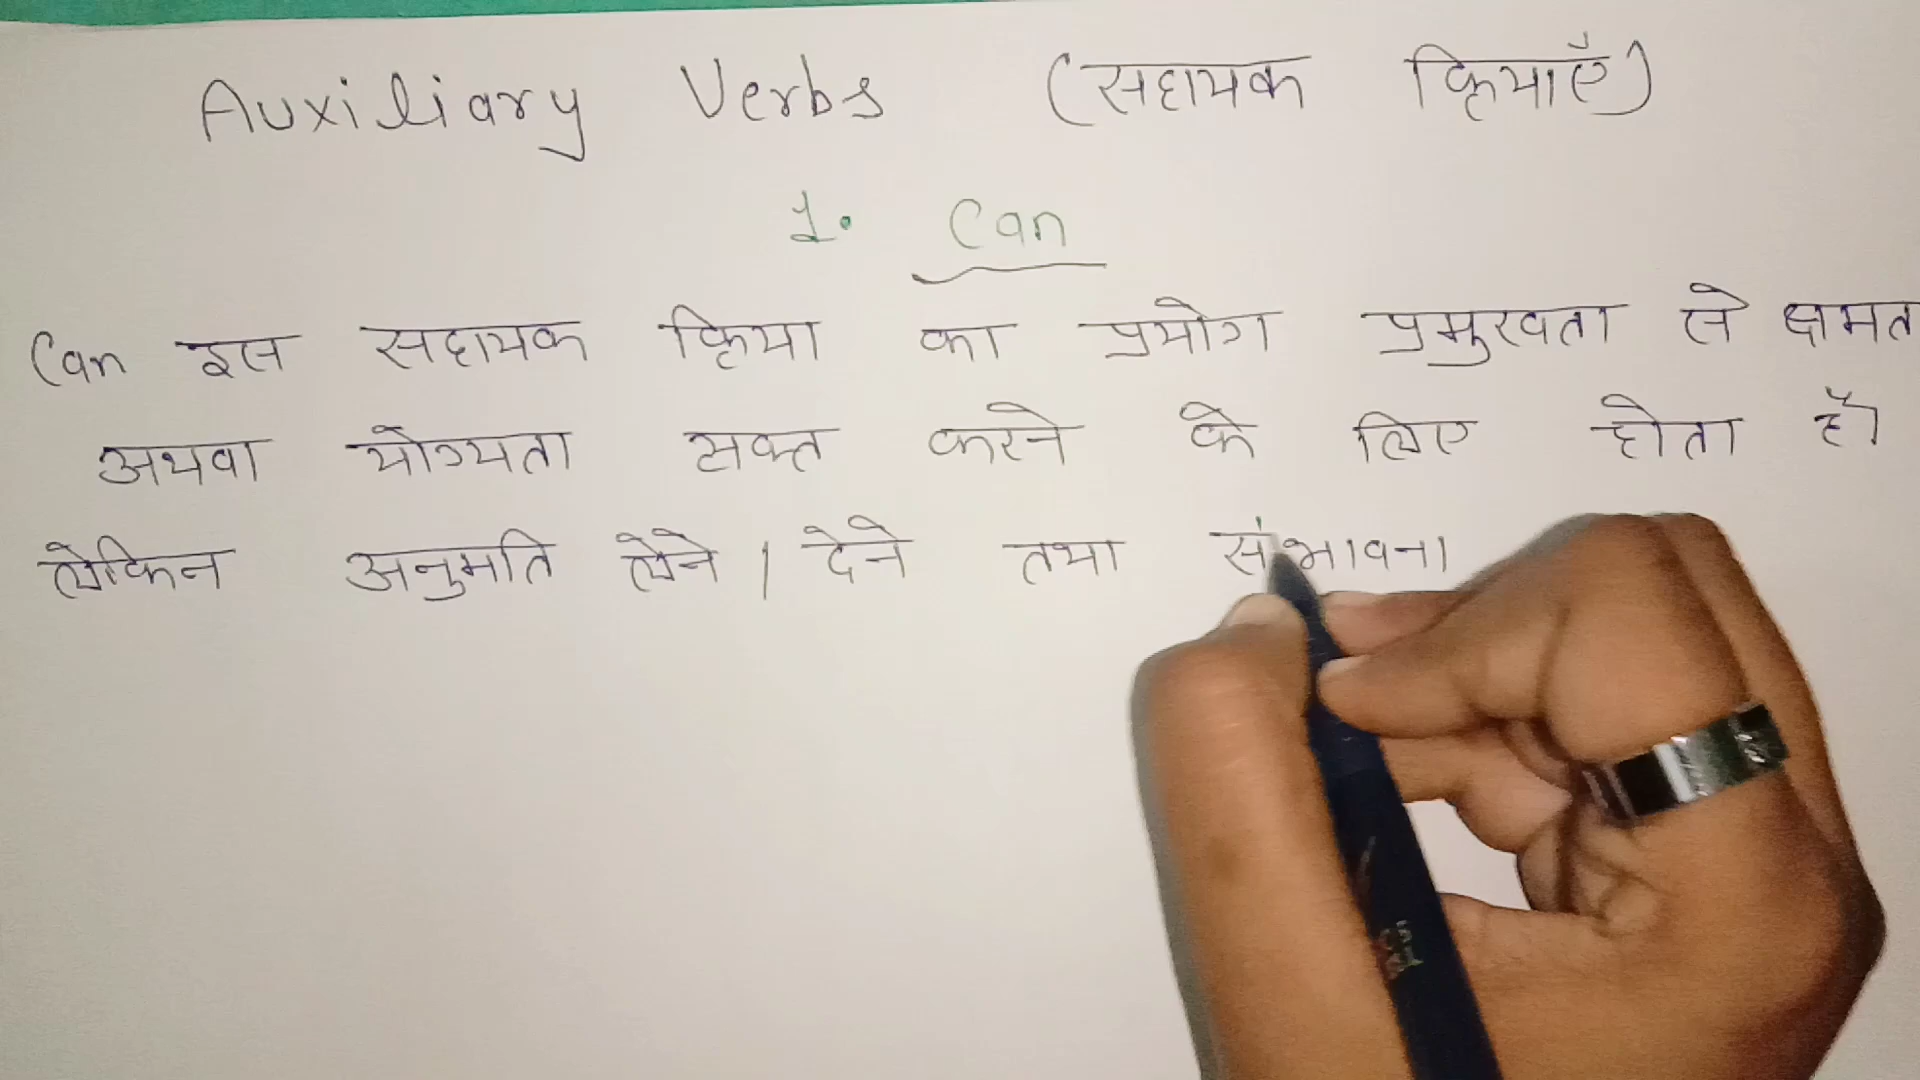 Auxiliary Verbs (सहायक क्रियाएँ)
1. Can
Can इस सहायक क्रिया का प्रयोग प्रमुखता से क्षमत
अथवा योग्यता व्यक्त करने के लिए होता है।
लेकिन अनुमति लेने / देने तथा संभावना